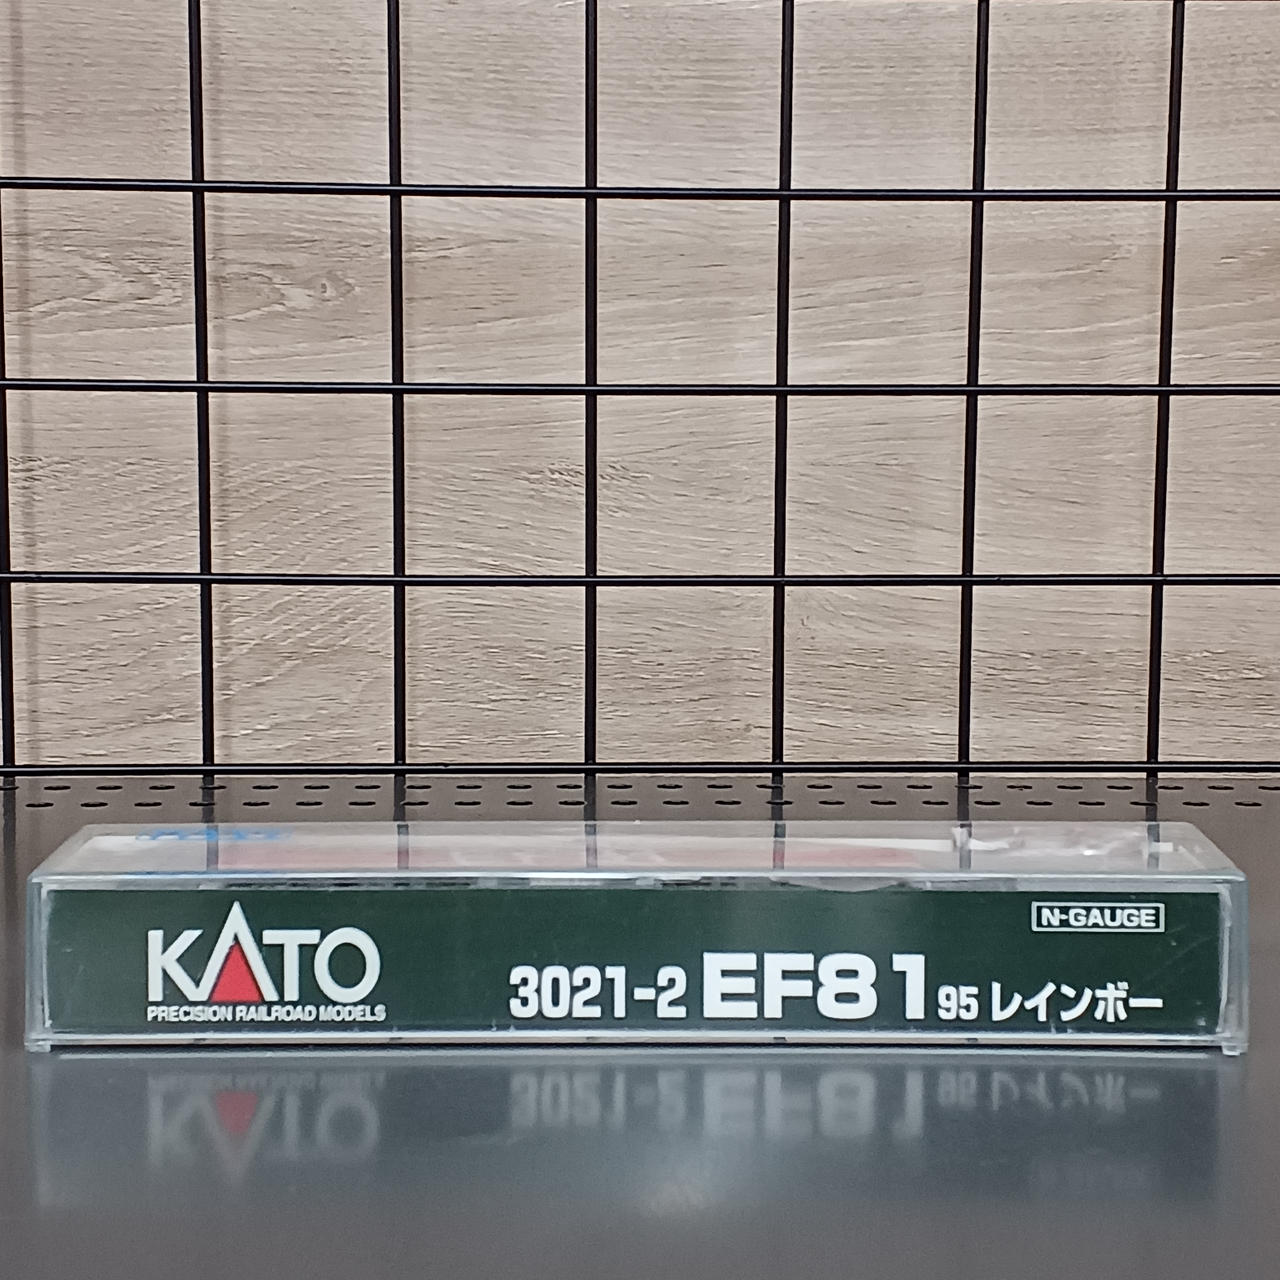 KATO
PRECISION RAILROAD MODELS
N-GAUGE
3021-2 EF81 95 レインボー